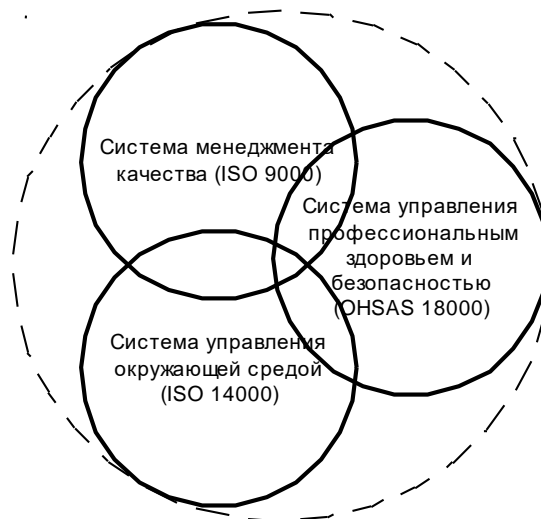 Система менеджмента
качества (ISO 9000)
Система управления
профессиональным
здоровьем и
безопасностью
(OHSAS 18000)
Система управления
окружающей средой
(ISO 14000)